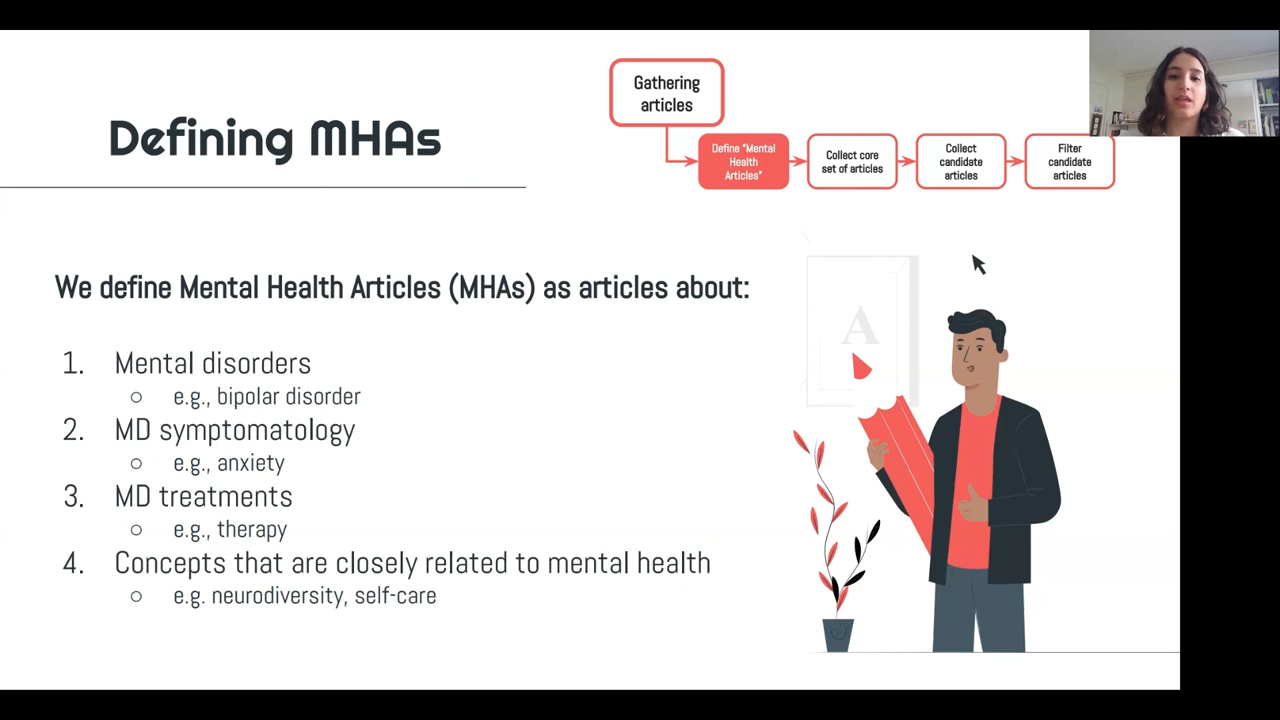 Defining MHAs
Gathering
articles
Define "Mental
Health
Articles"
Collect core
set of articles
Collect
candidate
articles
Filter
candidate
articles
We define Mental Health Articles (MHAs) as articles about:
1. Mental disorders
○ e.g., bipolar disorder
2. MD symptomatology
○ e.g., anxiety
3. MD treatments
○ e.g., therapy
4. Concepts that are closely related to mental health
○ e.g. neurodiversity, self-care
A